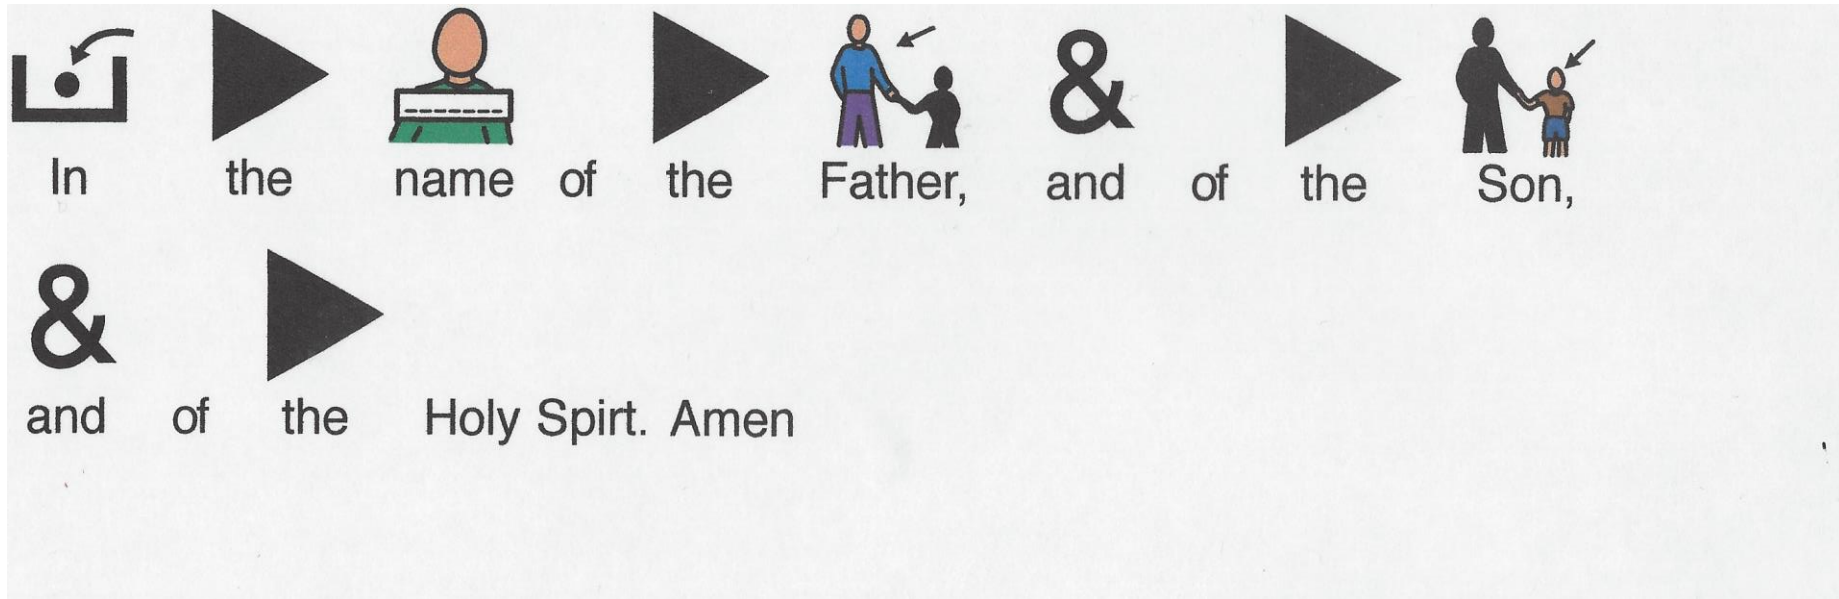 In the name of the Father, and of the Son,
and of the Holy Spirt. Amen